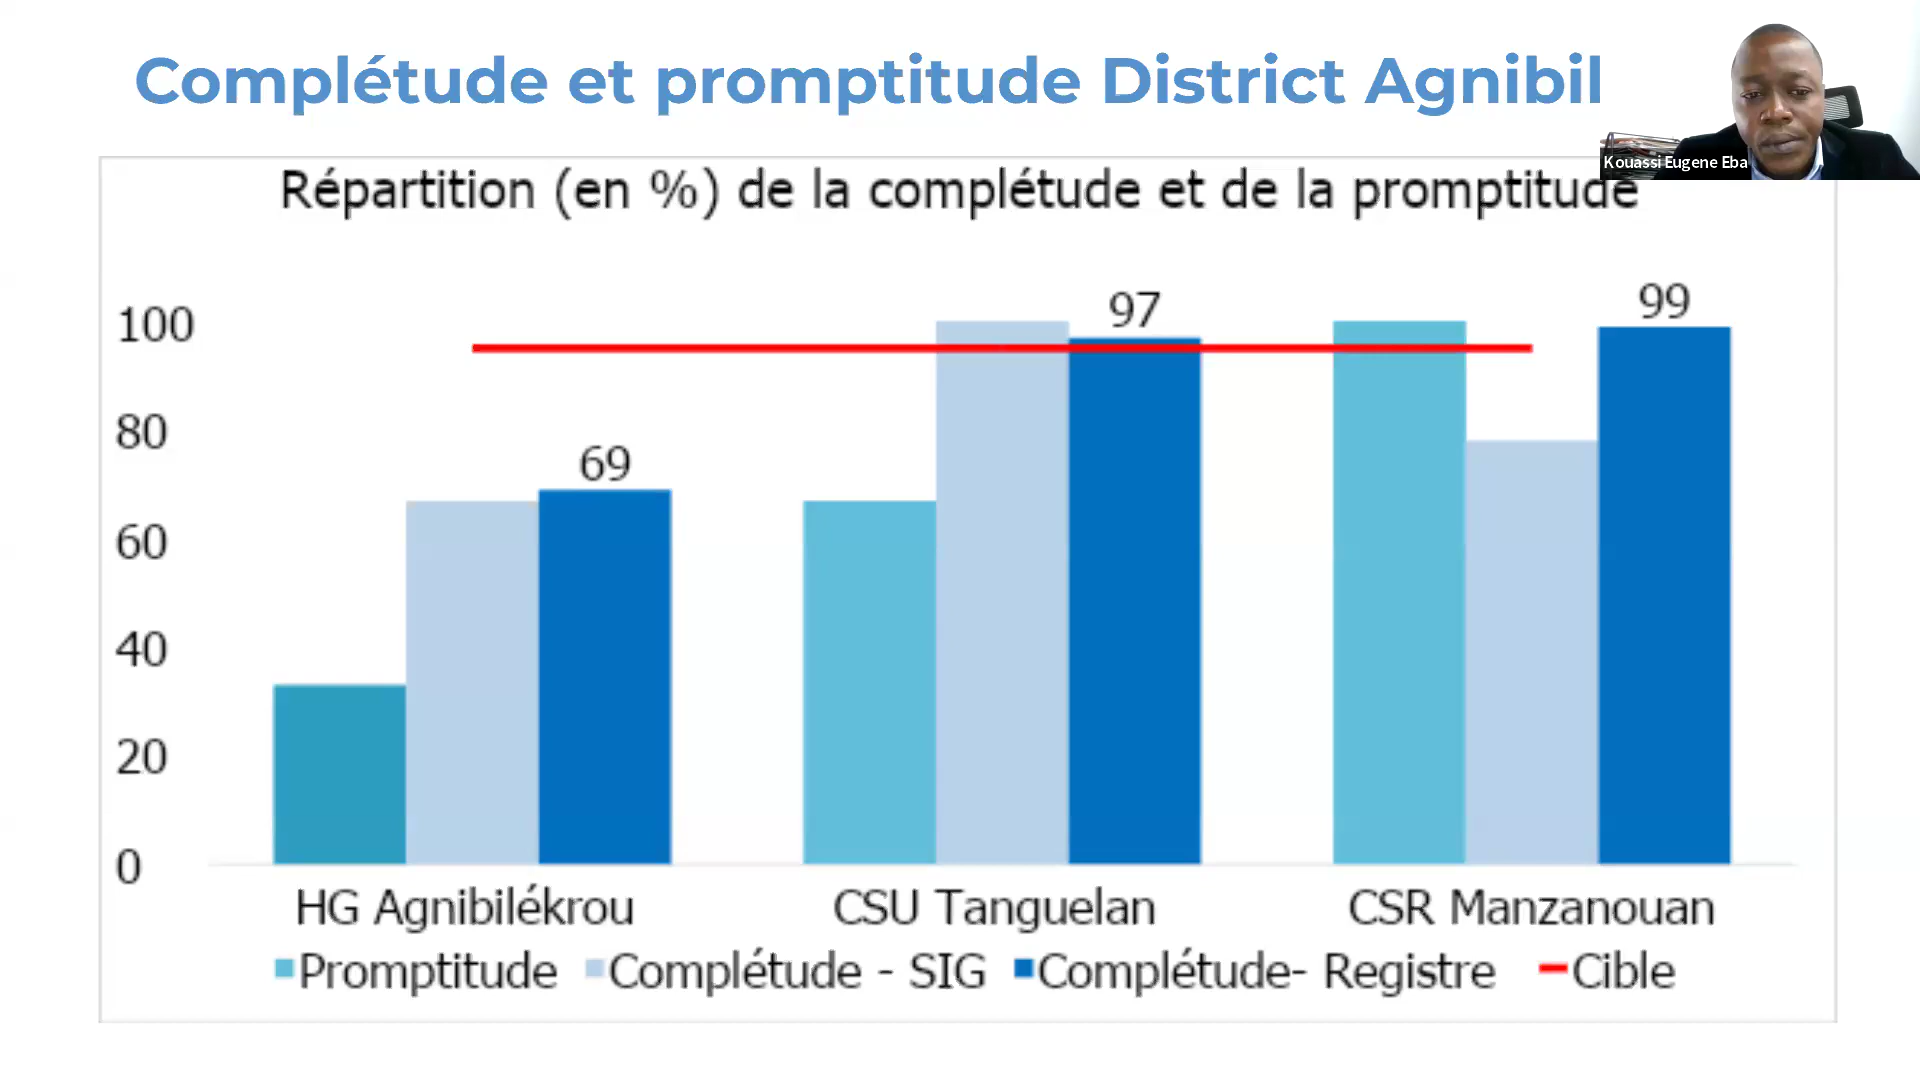 Complétude et promptitude District Agnibil
Kouassi Eugene Eba
Répartition (en %) de la complétude et de la promptitude
100
80
60
40
20
0
69
97
99
HG Agnibilékrou
CSU Tanguelan
CSR Manzanouan
Promptitude
Complétude - SIG
Complétude- Registre
Cible